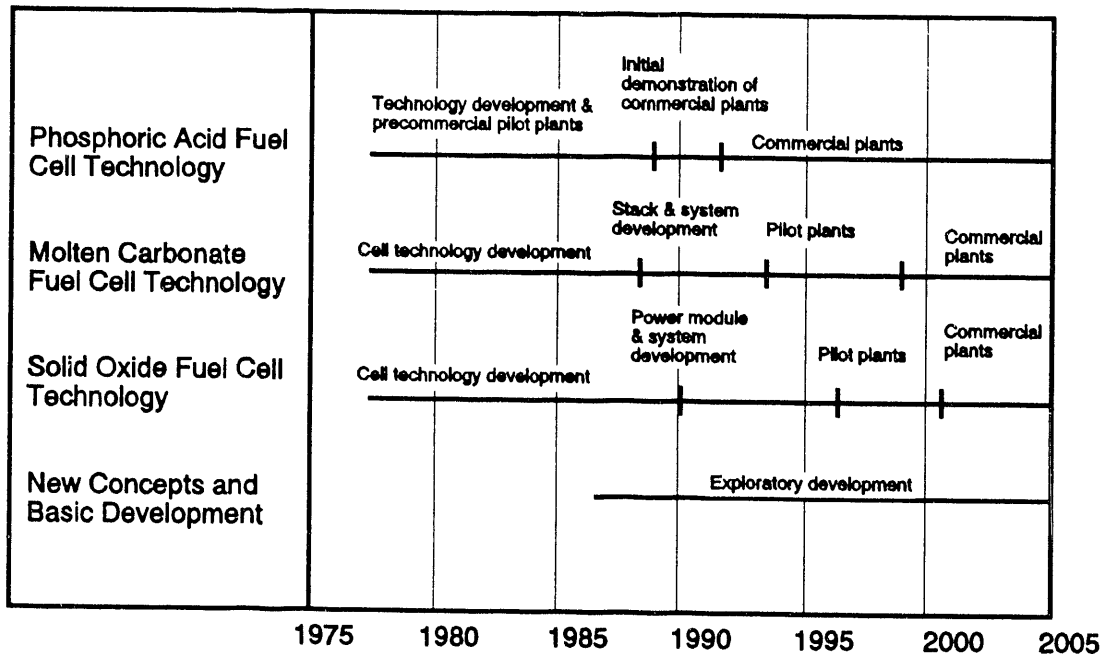 Initial
demonstration of
commercial plants
Technology development &
precommercial pilot plants
Phosphoric Acid Fuel
Cell Technology
Commercial plants
Stack & system
development
Pilot plants
Commercial
plants
Molten Carbonate
Fuel Cell Technology
Cell technology development
Power module
& system
development
Pilot plants
Commercial
plants
Solid Oxide Fuel Cell
Technology
Cell technology development
New Concepts and
Basic Development
Exploratory development
1975 1980 1985 1990 1995 2000 2005